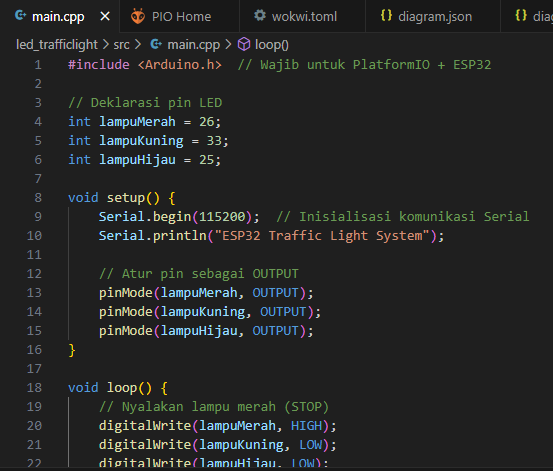 main.cpp PIO Home wokwi.toml diagram.json
led_trafficlight > src > main.cpp > loop()
1 #include <Arduino.h>  // Wajib untuk PlatformIO + ESP32
2
3 // Deklarasi pin LED
4 int lampuMerah = 26;
5 int lampuKuning = 33;
6 int lampuHijau = 25;
7
8 void setup() {
9     Serial.begin(115200);  // Inisialisasi komunikasi Serial
10     Serial.println("ESP32 Traffic Light System");
11
12     // Atur pin sebagai OUTPUT
13     pinMode(lampuMerah, OUTPUT);
14     pinMode(lampuKuning, OUTPUT);
15     pinMode(lampuHijau, OUTPUT);
16 }
17
18 void loop() {
19     // Nyalakan lampu merah (STOP)
20     digitalWrite(lampuMerah, HIGH);
21     digitalWrite(lampuKuning, LOW);
22     digitalWrite(lampuHijau, LOW);